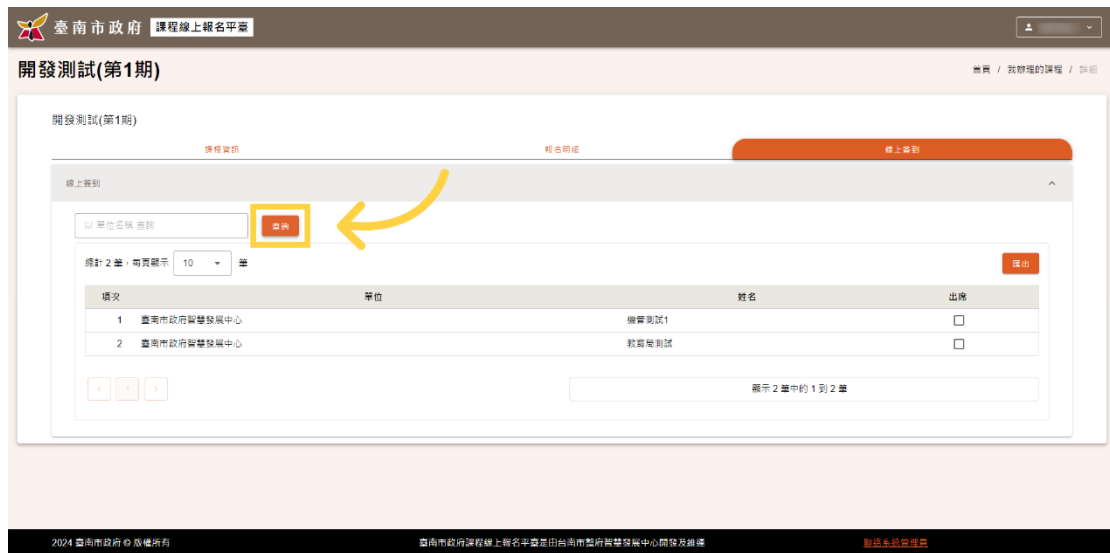 臺南市政府 課程線上報名平臺
開發測試(第1期)
首頁 / 我辦理的課程 / 詳細
開發測試(第1期)
課程資訊 報名明細 線上簽到
線上簽到
以 單位名稱 查詢 查詢
總計 2 筆，每頁顯示 10 筆 匯出
項次 單位 姓名 出席
1 臺南市政府智慧發展中心 機管測試1
2 臺南市政府智慧發展中心 教育局測試
< 1 > 顯示 2 筆中的 1 到 2 筆
2024 臺南市政府 © 版權所有 臺南市政府課程線上報名平臺是由台南市整府智慧發展中心開發及維運 聯絡系統管理員